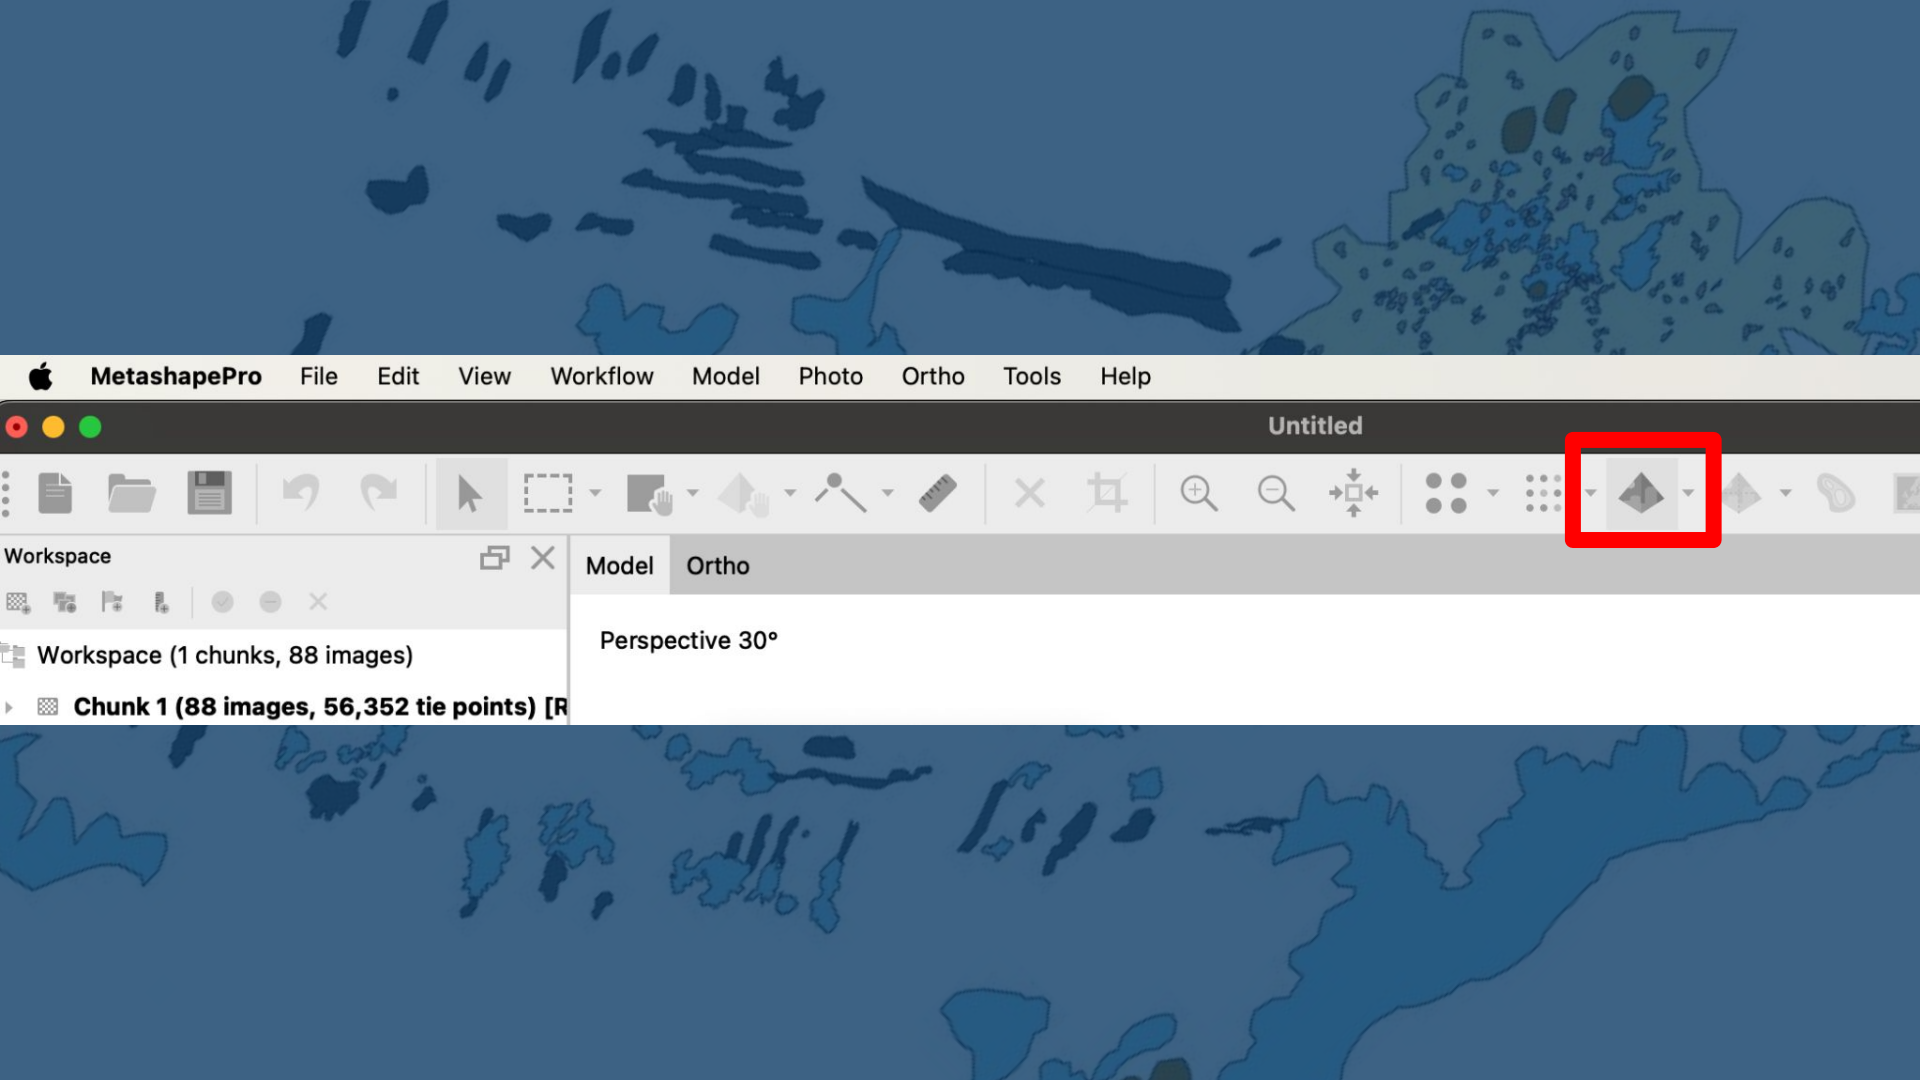 MetashapePro File Edit View Workflow Model Photo Ortho Tools Help
Untitled
Workspace
Model Ortho
Workspace (1 chunks, 88 images)
Perspective 30°
Chunk 1 (88 images, 56,352 tie points) [R